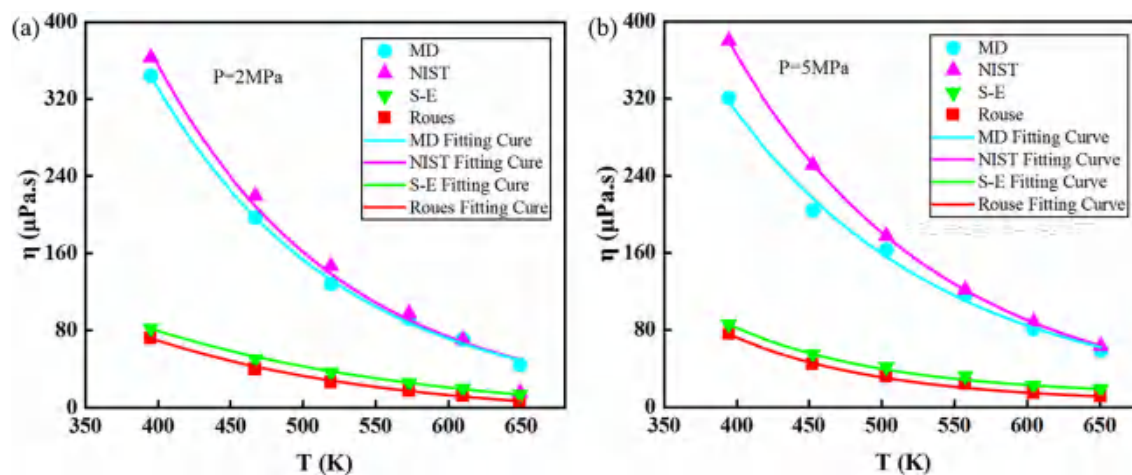 (a)
400
320
240
160
80
0
η (μPa.s)
P=2MPa
MD
NIST
S-E
Roues
MD Fitting Cure
NIST Fitting Cure
S-E Fitting Cure
Roues Fitting Cure
350 400 450 500 550 600 650
T (K)
(b)
400
320
240
160
80
0
η (μPa.s)
P=5MPa
MD
NIST
S-E
Rouse
MD Fitting Curve
NIST Fitting Curve
S-E Fitting Curve
Rouse Fitting Curve
350 400 450 500 550 600 650
T (K)